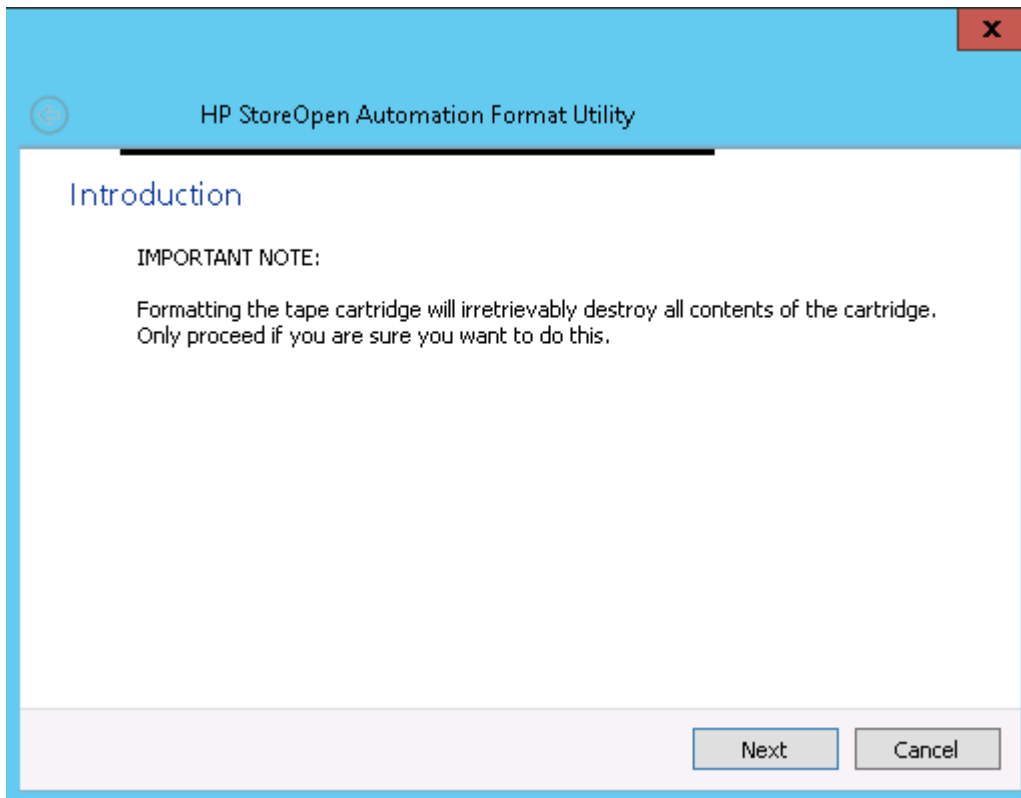 X
HP StoreOpen Automation Format Utility
Introduction
IMPORTANT NOTE:
Formatting the tape cartridge will irretrievably destroy all contents of the cartridge.
Only proceed if you are sure you want to do this.
Next Cancel